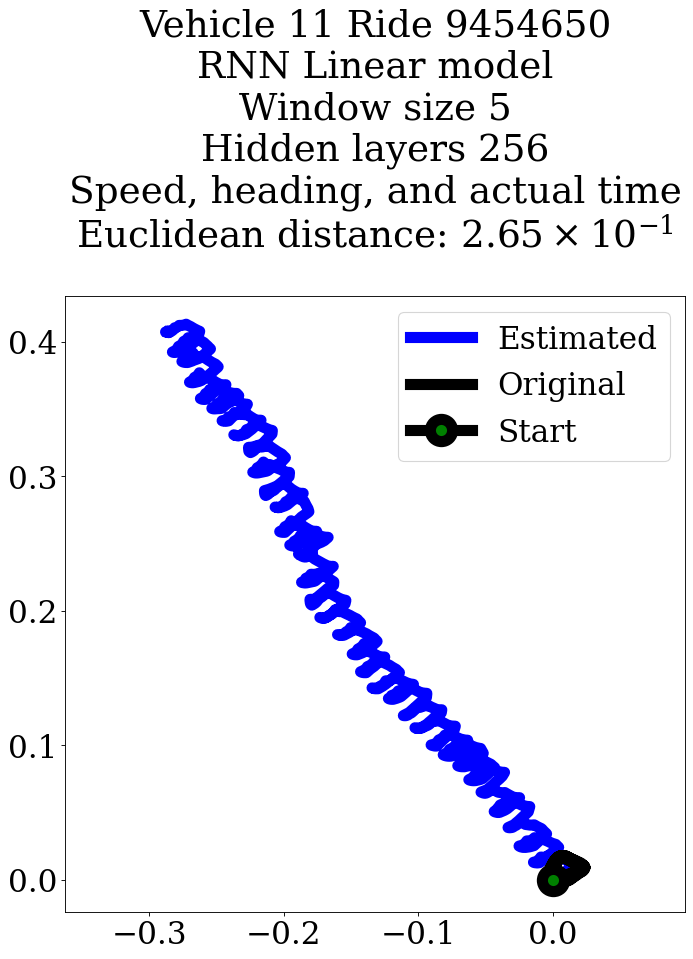 Vehicle 11 Ride 9454650
RNN Linear model
Window size 5
Hidden layers 256
Speed, heading, and actual time
Euclidean distance: 2.65 × 10⁻¹
Estimated
Original
Start
0.4
0.3
0.2
0.1
0.0
−0.3
−0.2
−0.1
0.0